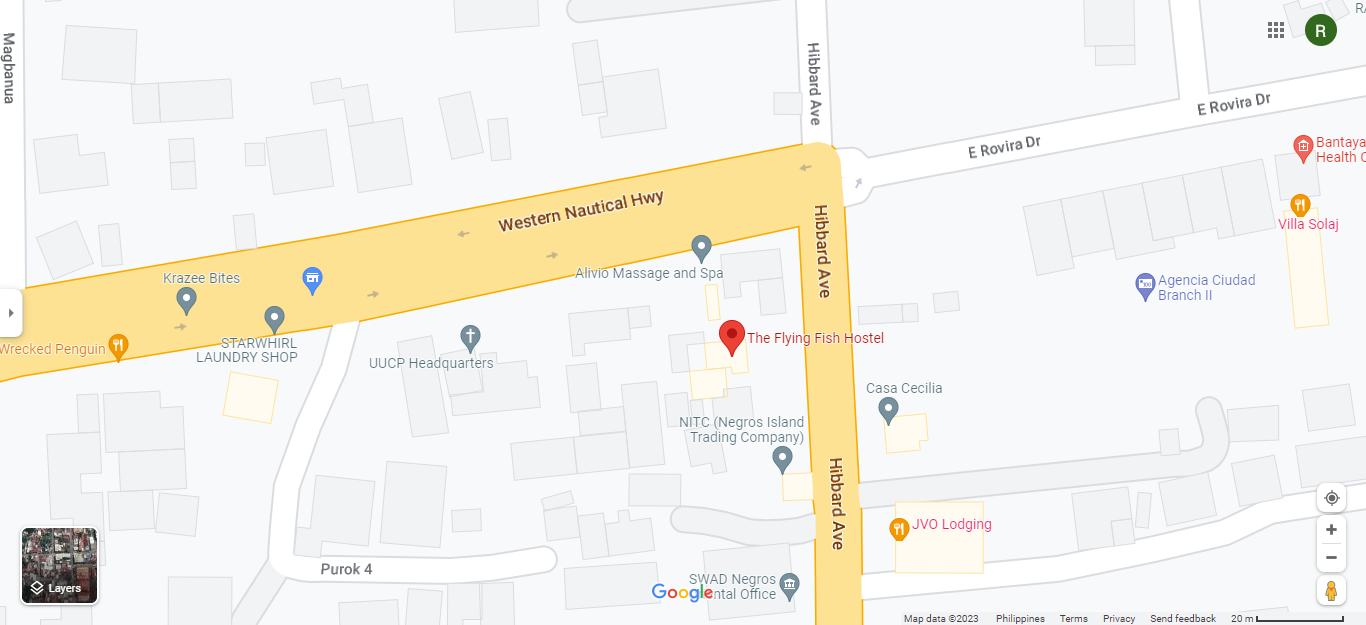 Magbanua
Hibbard Ave
R
E Rovira Dr
E Rovira Dr
Bantaya
Health C
Western Nautical Hwy
Hibbard Ave
Villa Solaj
Krazee Bites
Alivio Massage and Spa
Agencia Ciudad
Branch II
Wrecked Penguin
STARWHIRL
LAUNDRY SHOP
UUCP Headquarters
The Flying Fish Hostel
Casa Cecilia
NITC (Negros Island
Trading Company)
Hibbard Ave
JVO Lodging
Purok 4
SWAD Negros
ental Office
Layers
Google
Map data ©2023 Philippines Terms Privacy Send feedback 20 m